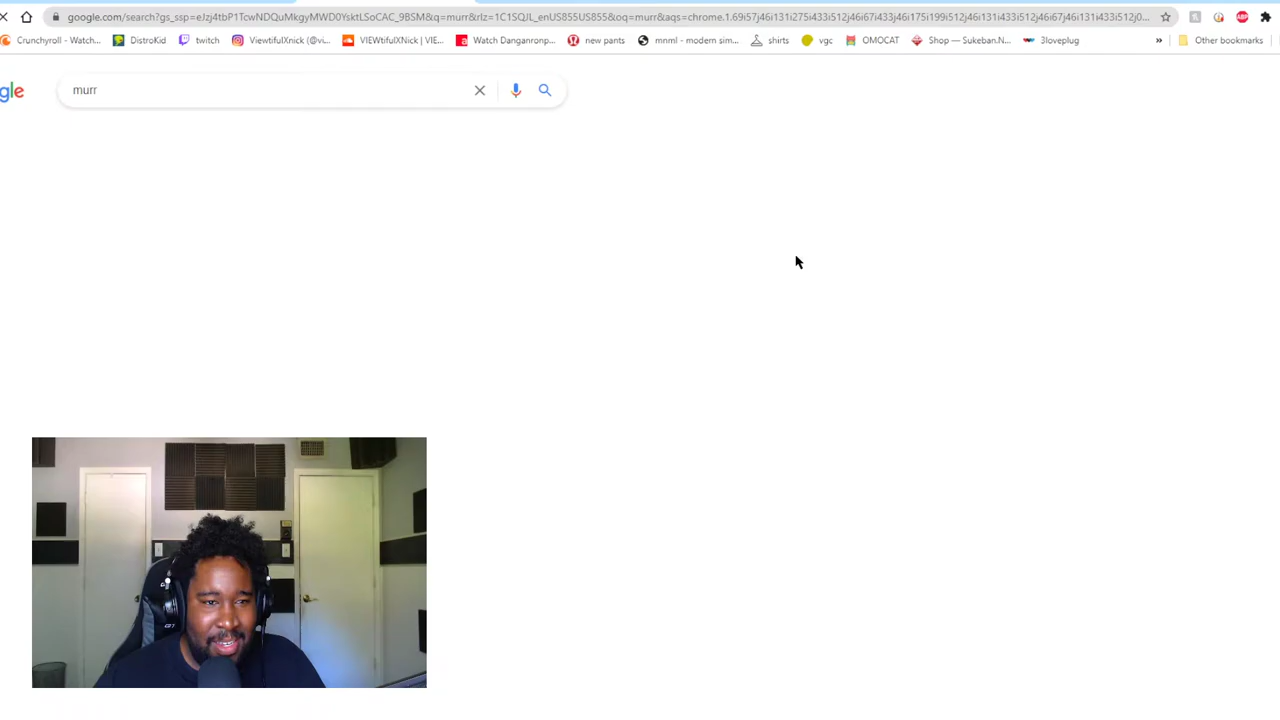 google.com/search?gs_ssp=eJzj4tbP1TcwNDQuMkgyMWD0YsktLSoCAC_9BSM&q=murr&rlz=1C1SQJL_enUS855US855&oq=murr&aqs=chrome.1.69i57j46i131i275i433i512j46i67i433j46i175i199i512j46i131i433i512j46i67j46i131i433i512j0...
Crunchyroll - Watch... DistroKid twitch ViewtifulXnick (@vi... VIEWtifulXNick | VIE... Watch Danganronp... new pants mnml - modern sim... shirts vgc OMOCAT Shop — Sukeban.N... 3loveplug » Other bookmarks
gle murr